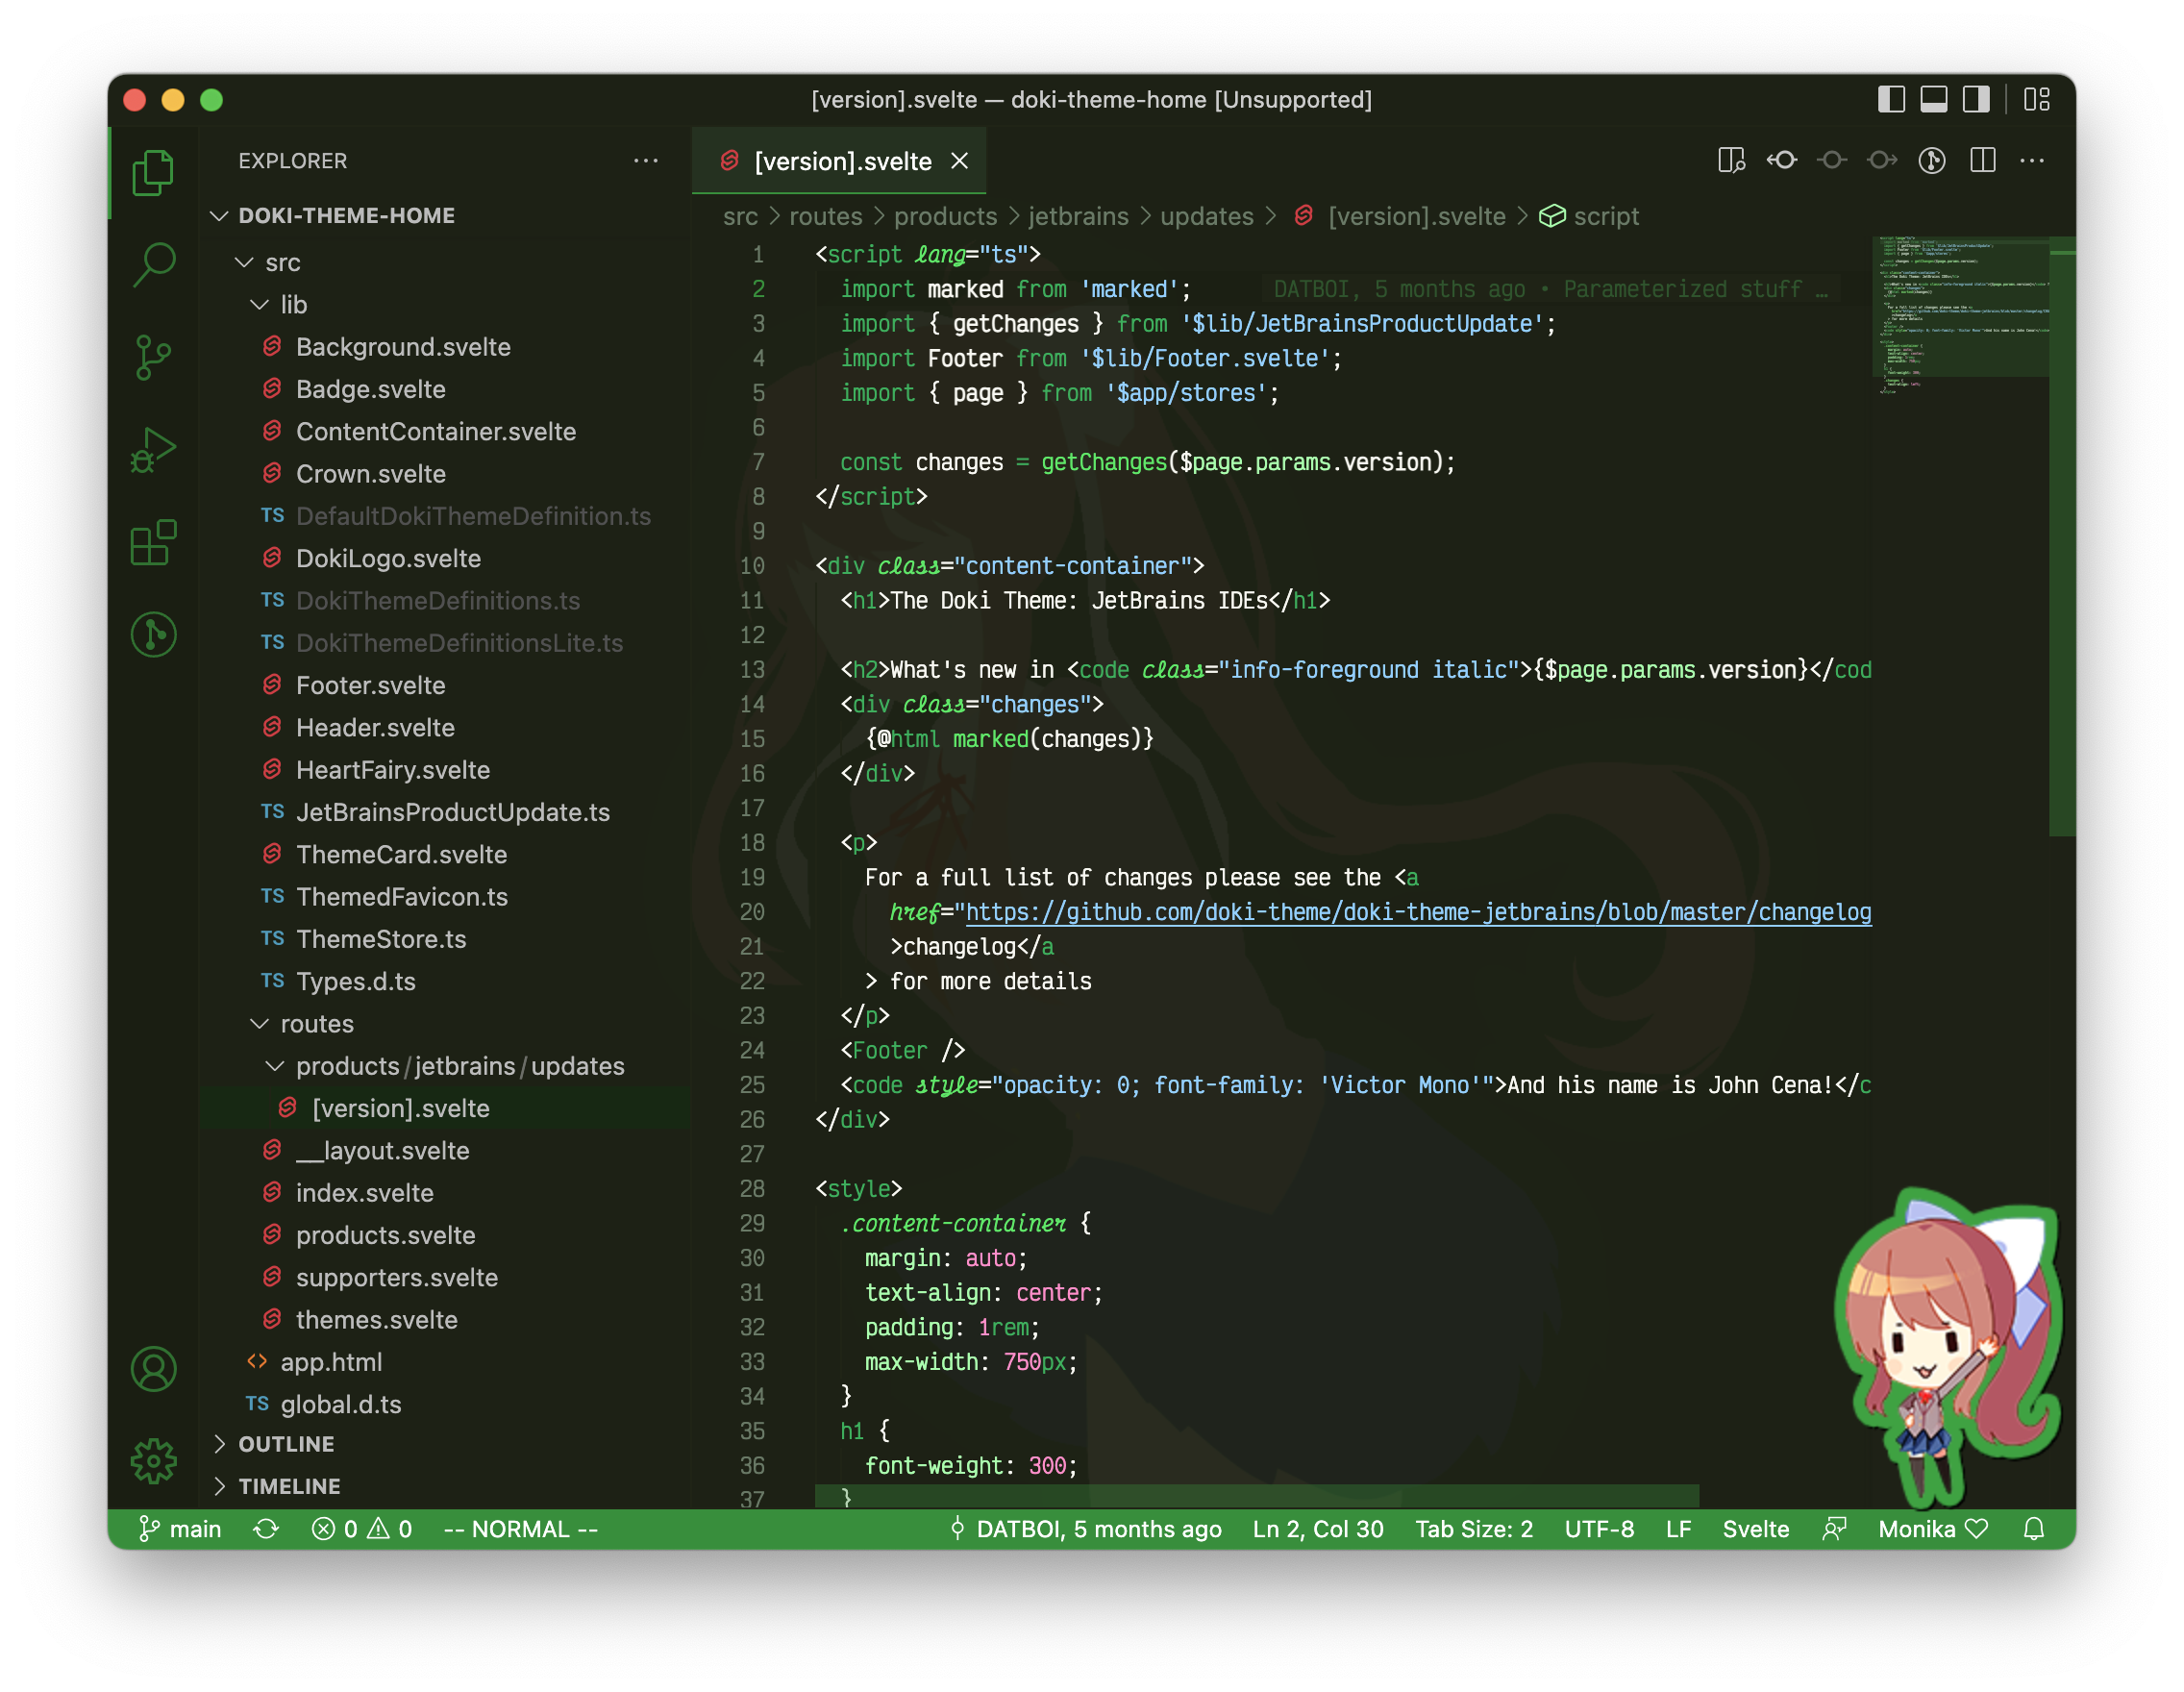 [version].svelte — doki-theme-home [Unsupported]
EXPLORER
DOKI-THEME-HOME
src
lib
Background.svelte
Badge.svelte
ContentContainer.svelte
Crown.svelte
TS DefaultDokiThemeDefinition.ts
DokiLogo.svelte
TS DokiThemeDefinitions.ts
TS DokiThemeDefinitionsLite.ts
Footer.svelte
Header.svelte
HeartFairy.svelte
TS JetBrainsProductUpdate.ts
ThemeCard.svelte
TS ThemedFavicon.ts
TS ThemeStore.ts
TS Types.d.ts
routes
products/jetbrains/updates
[version].svelte
__layout.svelte
index.svelte
products.svelte
supporters.svelte
themes.svelte
<> app.html
TS global.d.ts
OUTLINE
TIMELINE
[version].svelte
src > routes > products > jetbrains > updates > [version].svelte > script
1 <script lang="ts">
2 import marked from 'marked'; DATBOI, 5 months ago • Parameterized stuff …
3 import { getChanges } from '$lib/JetBrainsProductUpdate';
4 import Footer from '$lib/Footer.svelte';
5 import { page } from '$app/stores';
6
7 const changes = getChanges($page.params.version);
8 </script>
9
10 <div class="content-container">
11 <h1>The Doki Theme: JetBrains IDEs</h1>
12
13 <h2>What's new in <code class="info-foreground italic">{$page.params.version}</cod
14 <div class="changes">
15 {@html marked(changes)}
16 </div>
17
18 <p>
19 For a full list of changes please see the <a
20 href="https://github.com/doki-theme/doki-theme-jetbrains/blob/master/changelog
21 >changelog</a
22 > for more details
23 </p>
24 <Footer />
25 <code style="opacity: 0; font-family: 'Victor Mono'">And his name is John Cena!</c
26 </div>
27
28 <style>
29 .content-container {
30 margin: auto;
31 text-align: center;
32 padding: 1rem;
33 max-width: 750px;
34 }
35 h1 {
36 font-weight: 300;
37 }
main 0 0 -- NORMAL -- DATBOI, 5 months ago Ln 2, Col 30 Tab Size: 2 UTF-8 LF Svelte Monika ♡